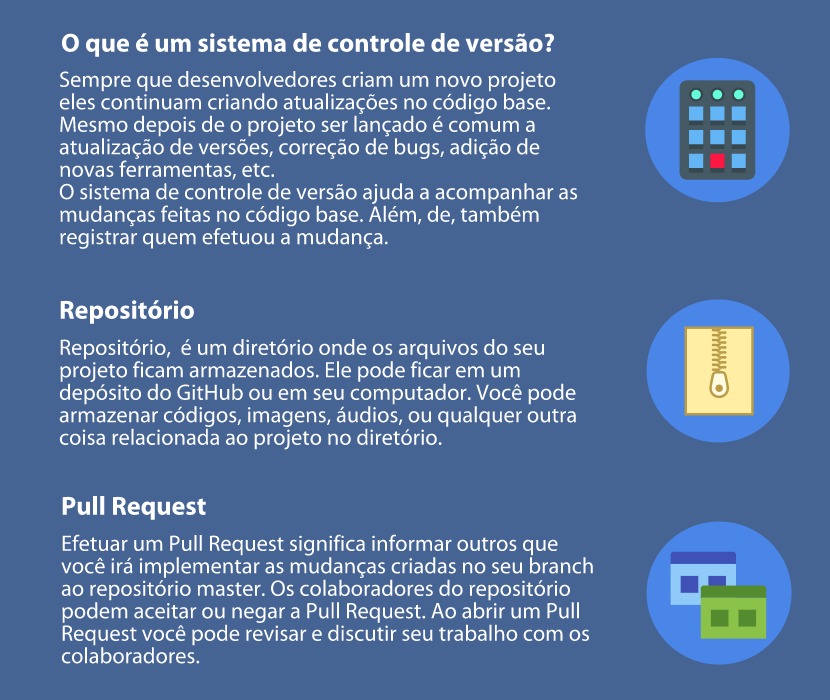 O que é um sistema de controle de versão?
Sempre que desenvolvedores criam um novo projeto
eles continuam criando atualizações no código base.
Mesmo depois de o projeto ser lançado é comum a
atualização de versões, correção de bugs, adição de
novas ferramentas, etc.
O sistema de controle de versão ajuda a acompanhar as
mudanças feitas no código base. Além, de, também
registrar quem efetuou a mudança.
Repositório
Repositório,  é um diretório onde os arquivos do seu
projeto ficam armazenados. Ele pode ficar em um
depósito do GitHub ou em seu computador. Você pode
armazenar códigos, imagens, áudios, ou qualquer outra
coisa relacionada ao projeto no diretório.
Pull Request
Efetuar um Pull Request significa informar outros que
você irá implementar as mudanças criadas no seu branch
ao repositório master. Os colaboradores do repositório
podem aceitar ou negar a Pull Request. Ao abrir um Pull
Request você pode revisar e discutir seu trabalho com os
colaboradores.